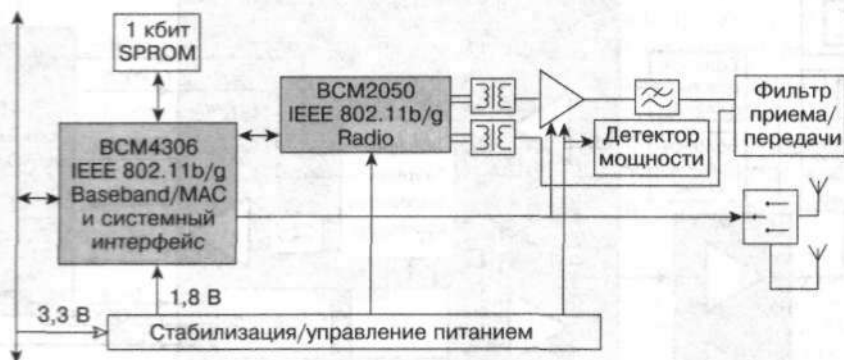 1 кбит
SPROM
BCM4306
IEEE 802.11b/g
Baseband/MAC
и системный
интерфейс
BCM2050
IEEE 802.11b/g
Radio
Детектор
мощности
Фильтр
приема/
передачи
1,8 В
3,3 В
Стабилизация/управление питанием